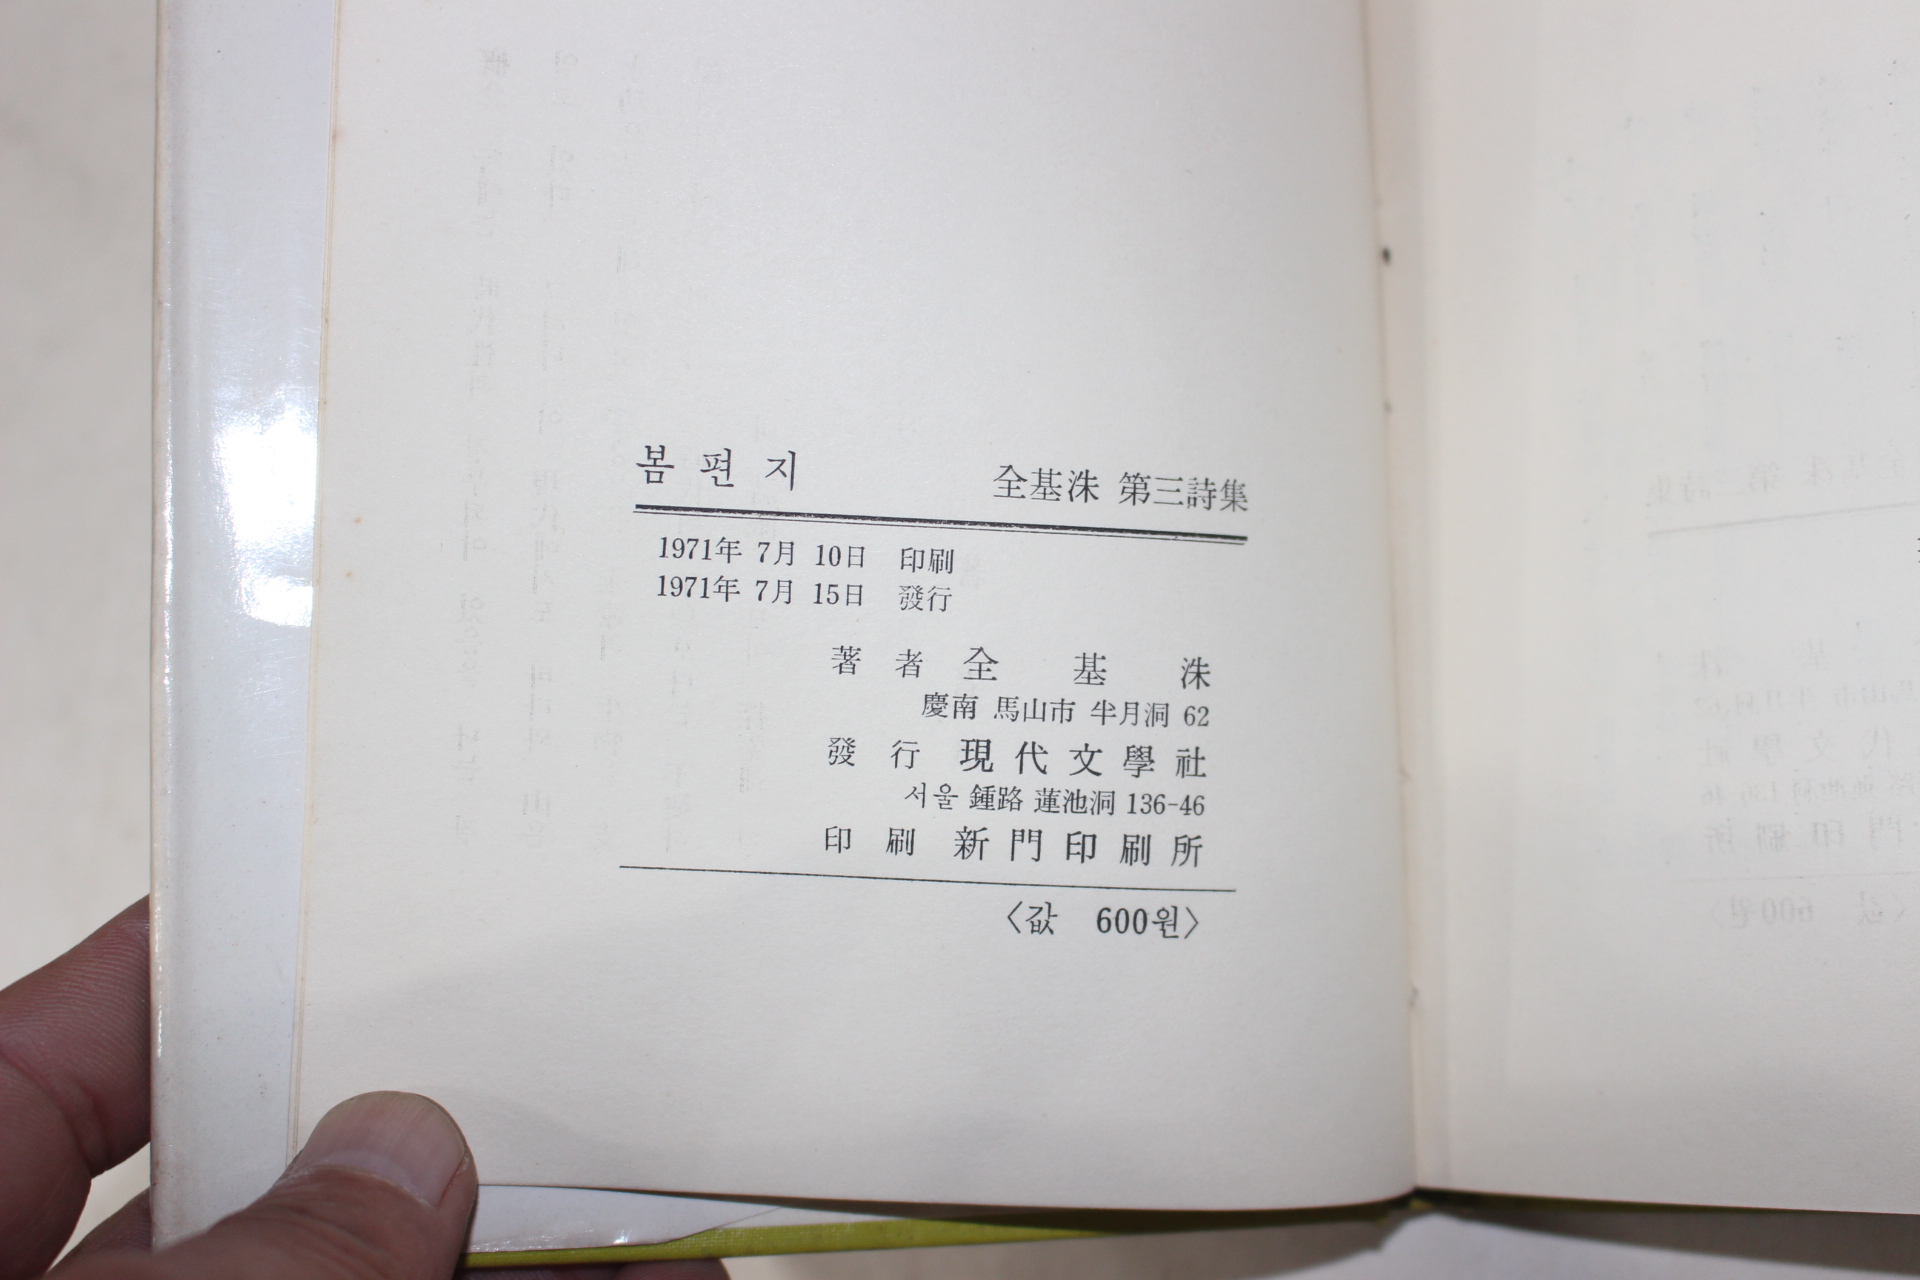 봄편지 全基洙 第三詩集
1971年 7月 10日 印刷
1971年 7月 15日 發行
著者 全基洙
慶南 馬山市 半月洞 62
發行 現代文學社
서울 鍾路 蓮池洞 136-46
印刷 新門印刷所
〈값 600원〉